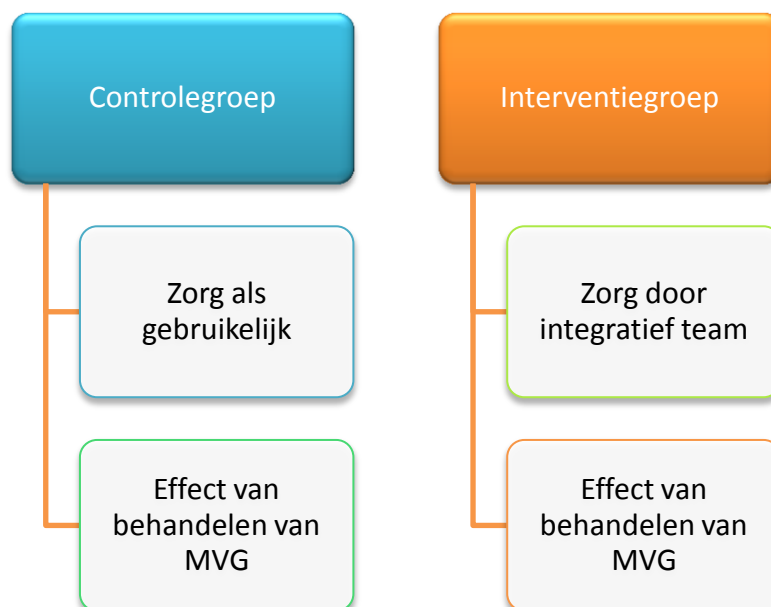 Controlegroep
Zorg als
gebruikelijk
Effect van
behandelen van
MVG
Interventiegroep
Zorg door
integratief team
Effect van
behandelen van
MVG